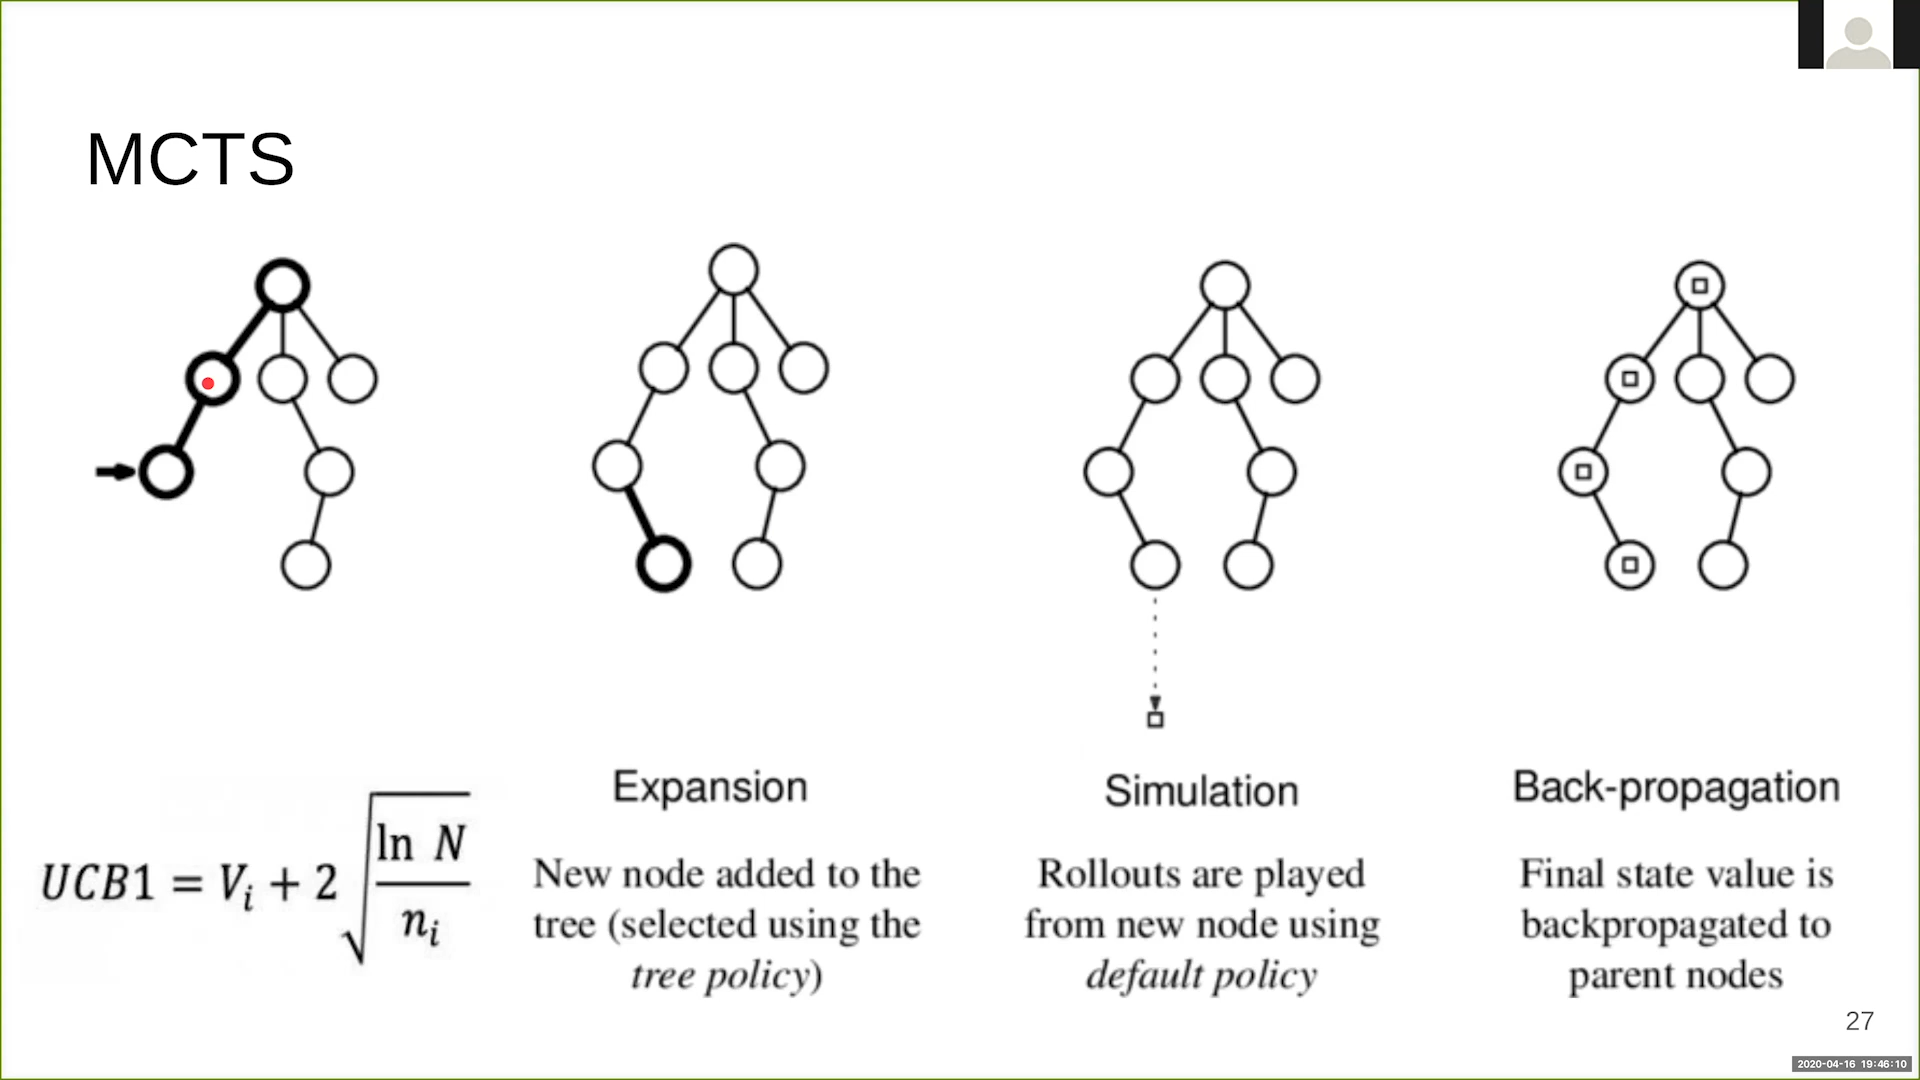 MCTS
UCB1 = V_i + 2 √(ln N / n_i)
Expansion
New node added to the
tree (selected using the
tree policy)
Simulation
Rollouts are played
from new node using
default policy
Back-propagation
Final state value is
backpropagated to
parent nodes
27
2020-04-16 19:46:10